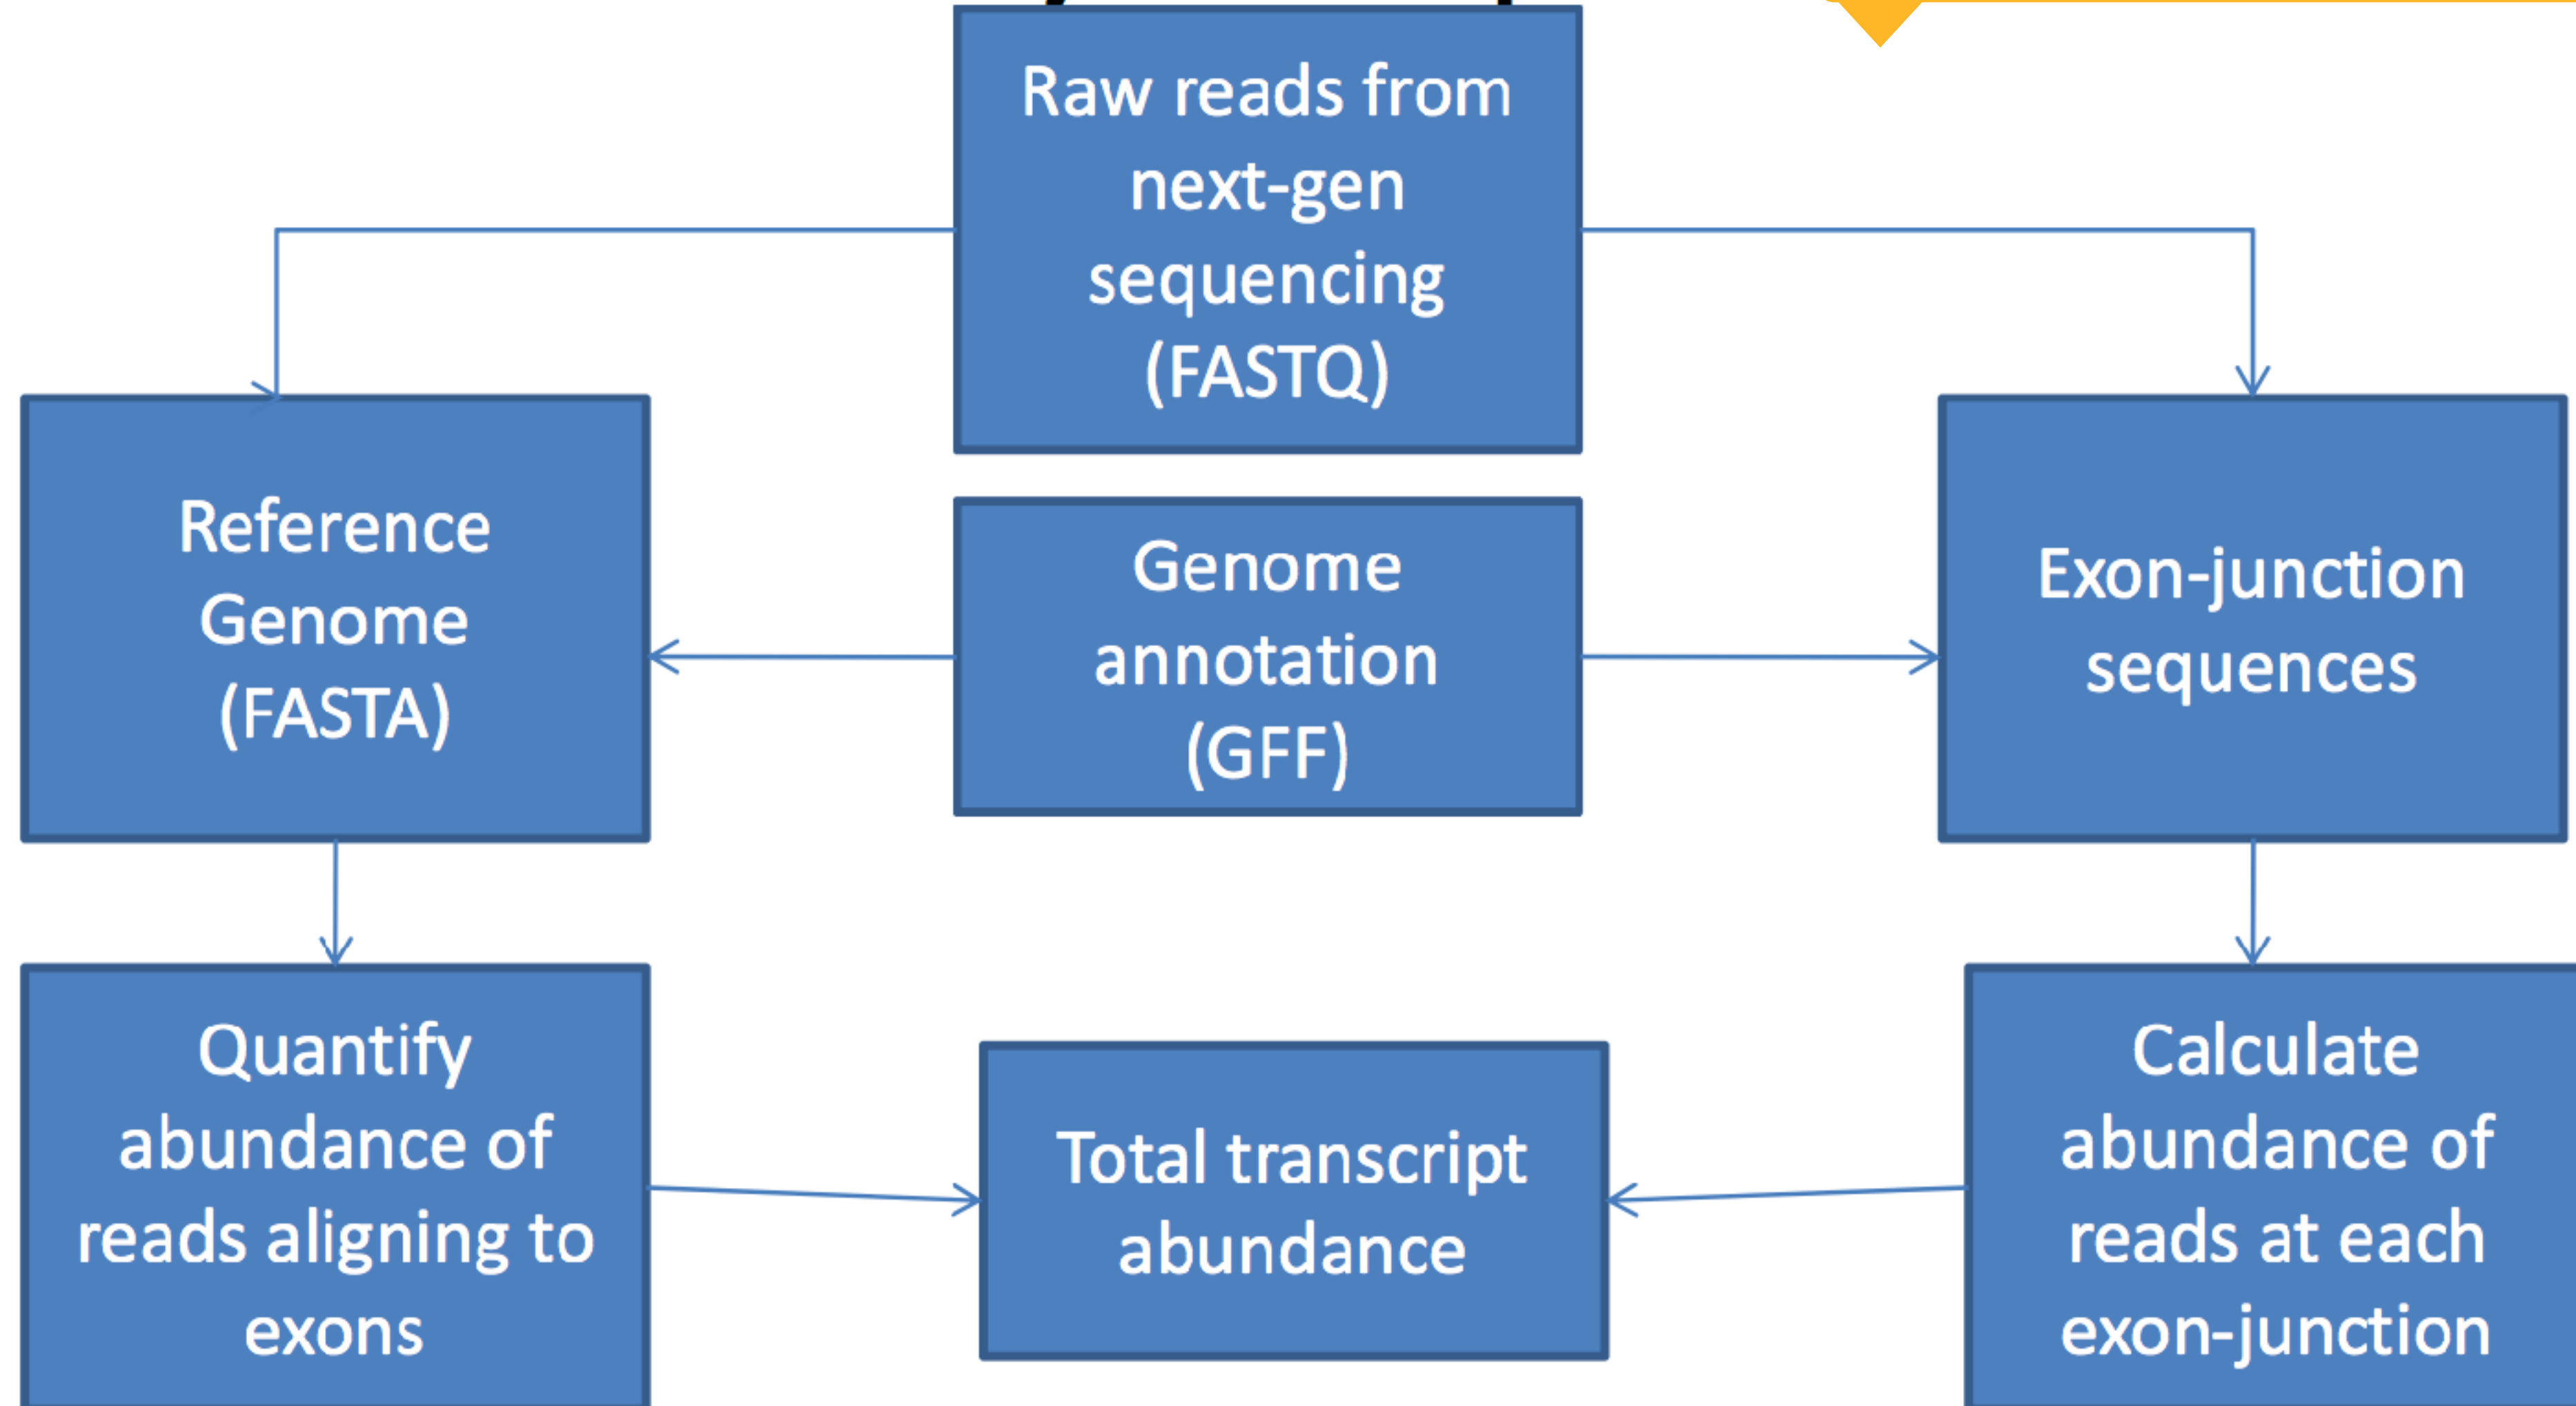 Raw reads from
next-gen
sequencing
(FASTQ)
Reference
Genome
(FASTA)
Genome
annotation
(GFF)
Exon-junction
sequences
Quantify
abundance of
reads aligning to
exons
Total transcript
abundance
Calculate
abundance of
reads at each
exon-junction